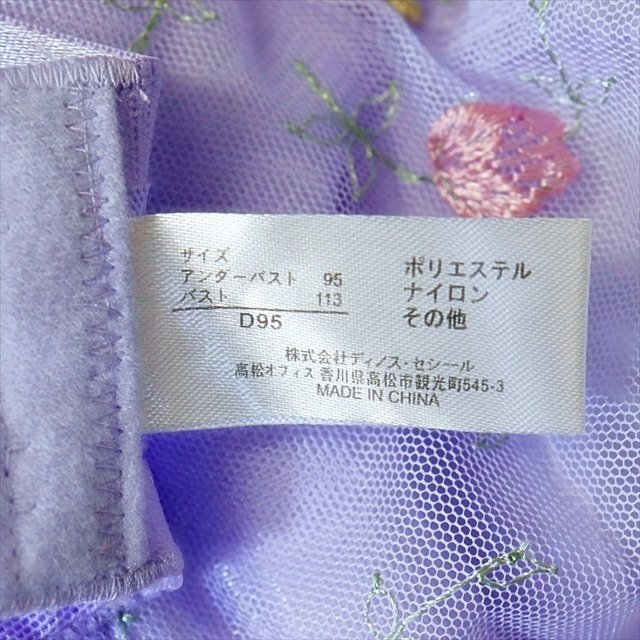 サイズ
アンダーバスト 95
バスト 113
D95
ポリエステル
ナイロン
その他
株式会社ディノス・セシール
高松オフィス 香川県高松市観光町545-3
MADE IN CHINA